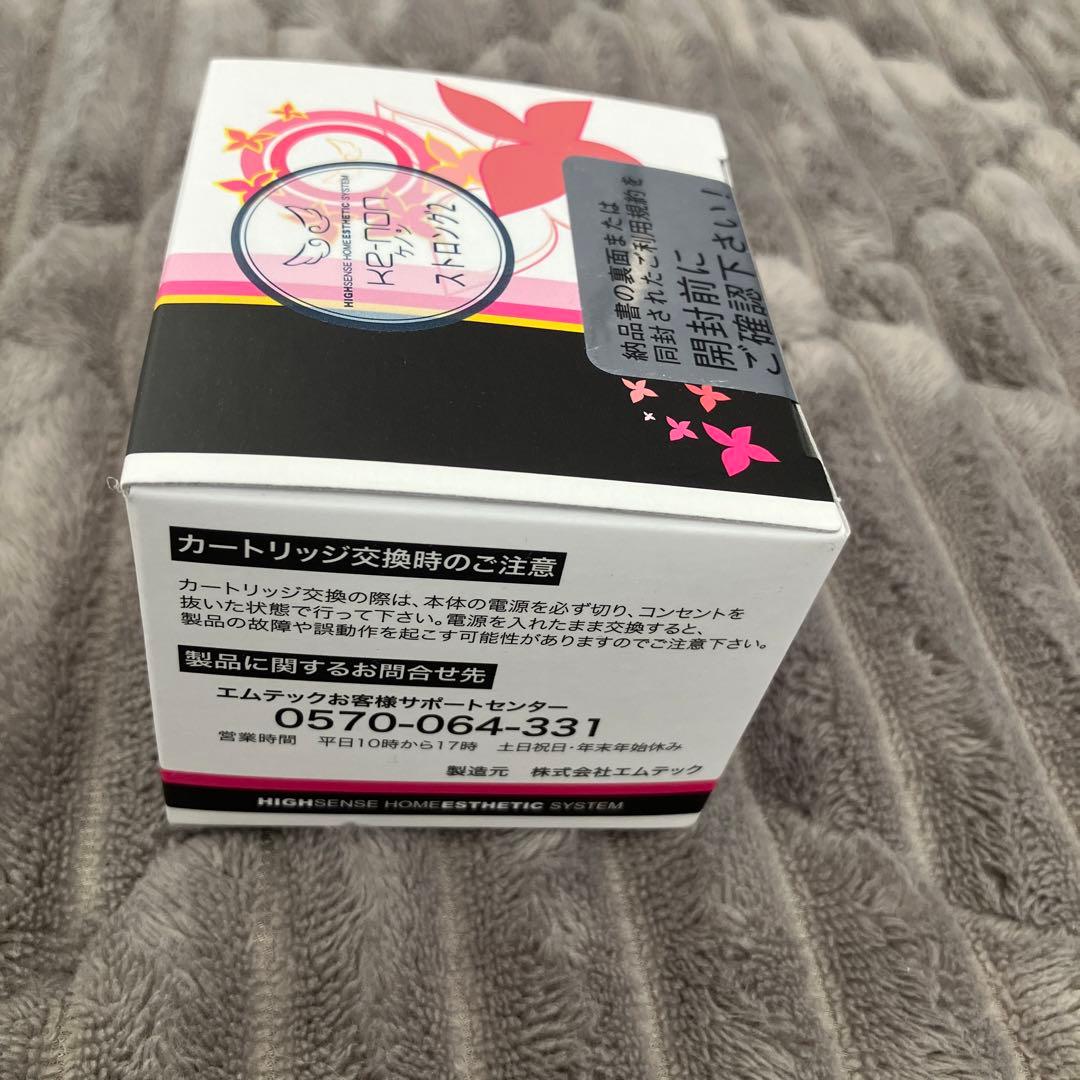 HIGHSENSE HOME ESTHETIC SYSTEM
ke-non
ケノン
ストロング2
納品書の裏面または
同封されたご利用規約を
開封前に
ご確認下さい!
カートリッジ交換時のご注意
カートリッジ交換の際は、本体の電源を必ず切り、コンセントを
抜いた状態で行って下さい。電源を入れたまま交換すると、
製品の故障や誤動作を起こす可能性がありますのでご注意下さい。
製品に関するお問合せ先
エムテックお客様サポートセンター
0570-064-331
営業時間 平日10時から17時 土日祝日・年末年始休み
製造元 株式会社エムテック
HIGHSENSE HOMEESTHETIC SYSTEM